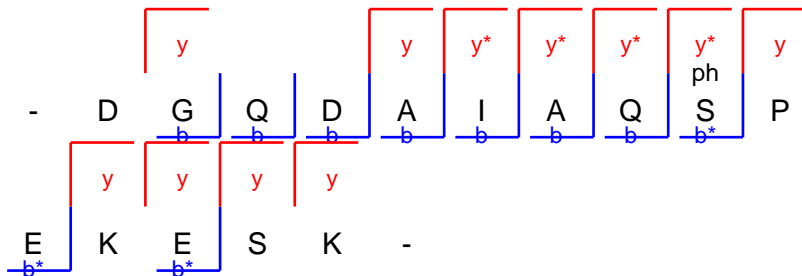 y y y* y* y* y* y
ph
- D G Q D A I A Q S P
b b b b b b b b*
y y y y
E K E S K -
b* b*